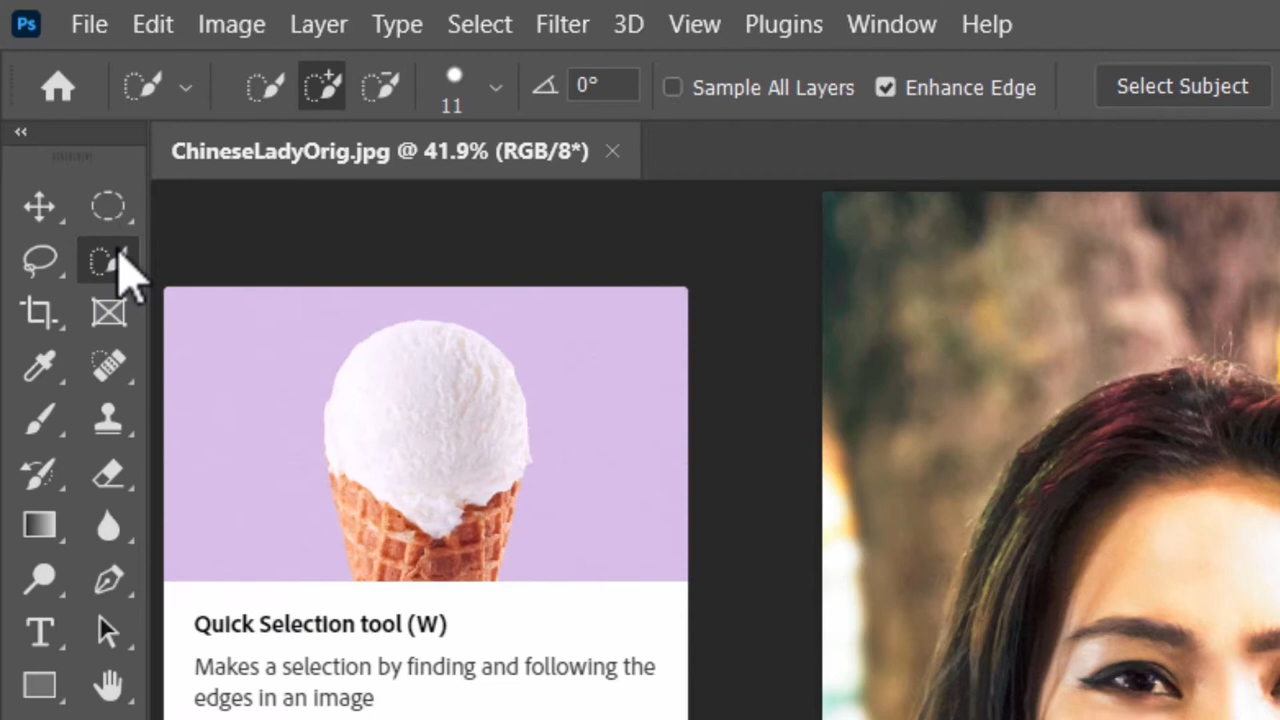 Ps File Edit Image Layer Type Select Filter 3D View Plugins Window Help
11 0° Sample All Layers Enhance Edge Select Subject
ChineseLadyOrig.jpg @ 41.9% (RGB/8*)
Quick Selection tool (W)
Makes a selection by finding and following the
edges in an image